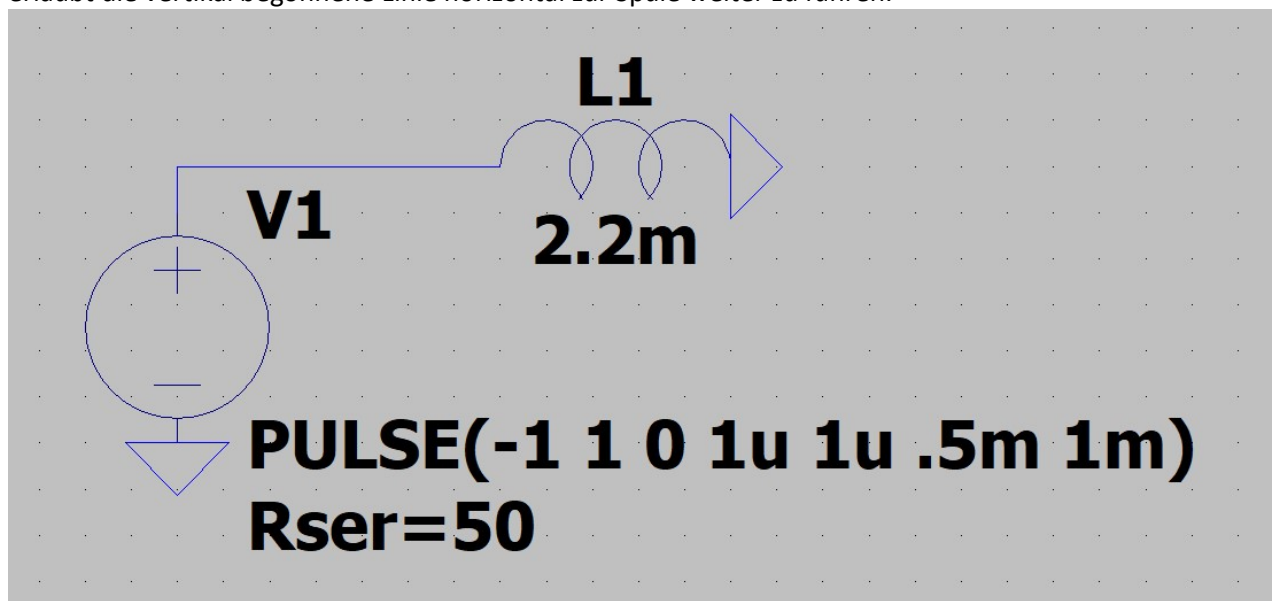 erlaubt die vertikal begonnene Linie horizontal zur Spule weiter zu führen.
L1
V1
2.2m
PULSE(-1 1 0 1u 1u .5m 1m)
Rser=50